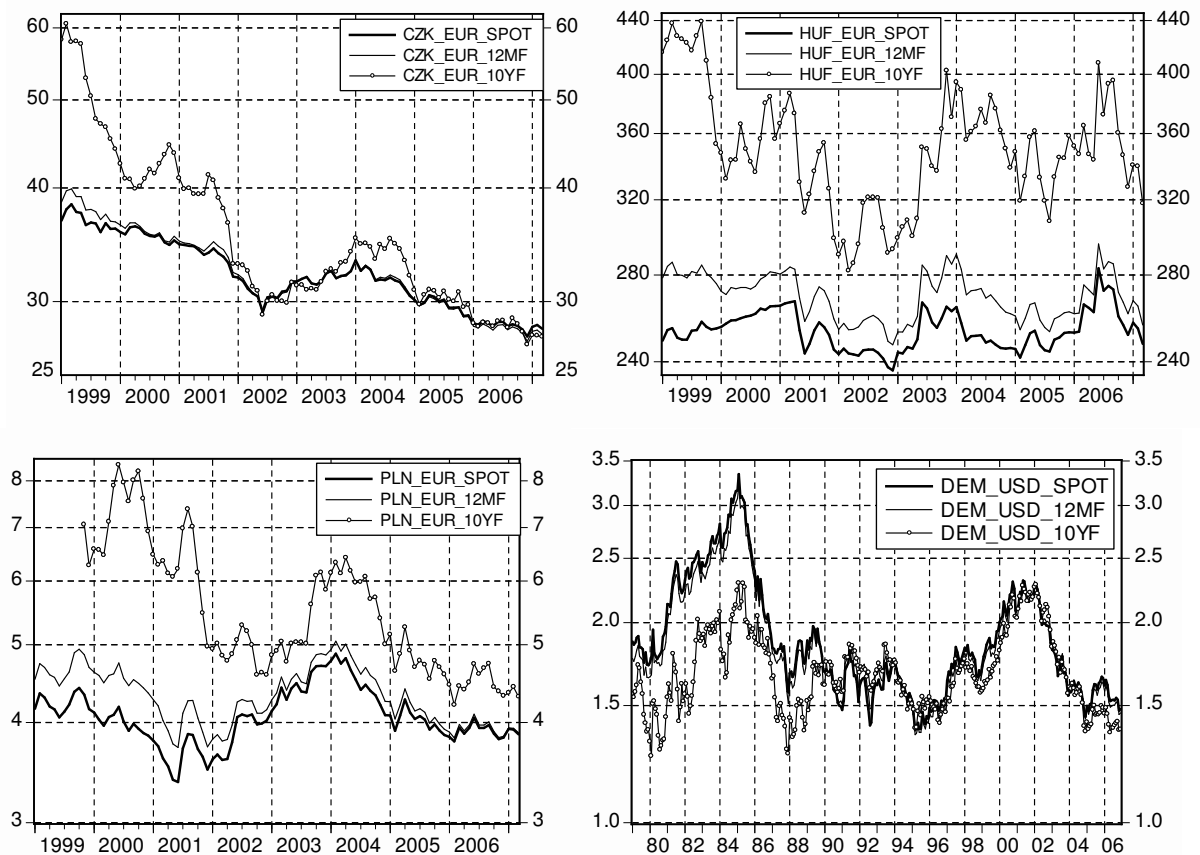 60
50
40
30
25
CZK_EUR_SPOT
CZK_EUR_12MF
CZK_EUR_10YF
60
50
40
30
25
1999 2000 2001 2002 2003 2004 2005 2006
440
400
360
320
280
240
HUF_EUR_SPOT
HUF_EUR_12MF
HUF_EUR_10YF
440
400
360
320
280
240
1999 2000 2001 2002 2003 2004 2005 2006
8
7
6
5
4
3
PLN_EUR_SPOT
PLN_EUR_12MF
PLN_EUR_10YF
8
7
6
5
4
3
1999 2000 2001 2002 2003 2004 2005 2006
3.5
3.0
2.5
2.0
1.5
1.0
DEM_USD_SPOT
DEM_USD_12MF
DEM_USD_10YF
3.5
3.0
2.5
2.0
1.5
1.0
80 82 84 86 88 90 92 94 96 98 00 02 04 06